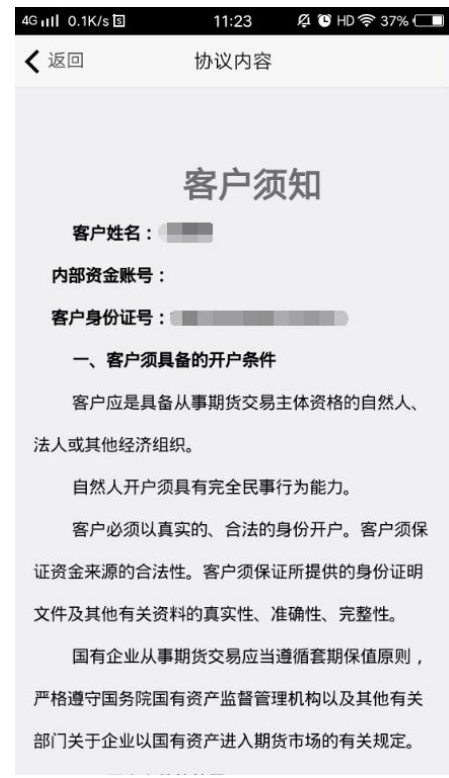 4G 0.1K/s 11:23 HD 37%
返回 协议内容
客户须知
客户姓名：
内部资金账号：
客户身份证号：
一、客户须具备的开户条件
客户应是具备从事期货交易主体资格的自然人、
法人或其他经济组织。
自然人开户须具有完全民事行为能力。
客户必须以真实的、合法的身份开户。客户须保
证资金来源的合法性。客户须保证所提供的身份证明
文件及其他有关资料的真实性、准确性、完整性。
国有企业从事期货交易应当遵循套期保值原则，
严格遵守国务院国有资产监督管理机构以及其他有关
部门关于企业以国有资产进入期货市场的有关规定。